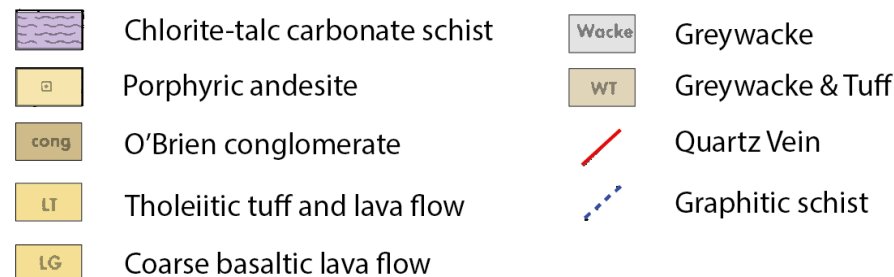 Chlorite-talc carbonate schist
Porphyric andesite
cong O'Brien conglomerate
LT Tholeiitic tuff and lava flow
LG Coarse basaltic lava flow
Wacke Greywacke
WT Greywacke & Tuff
Quartz Vein
Graphitic schist